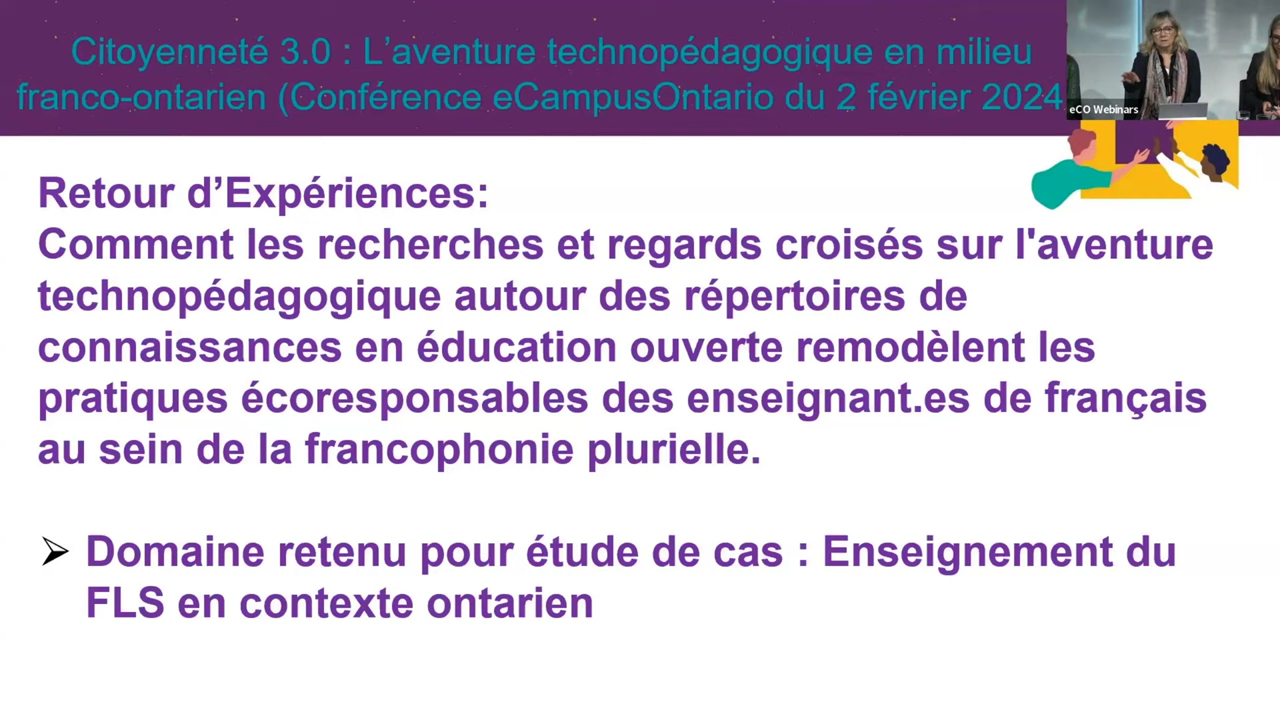 Citoyenneté 3.0 : L’aventure technopédagogique en milieu
franco-ontarien (Conférence eCampusOntario du 2 février 2024
eCO Webinars
Retour d’Expériences:
Comment les recherches et regards croisés sur l'aventure
technopédagogique autour des répertoires de
connaissances en éducation ouverte remodèlent les
pratiques écoresponsables des enseignant.es de français
au sein de la francophonie plurielle.
Domaine retenu pour étude de cas : Enseignement du
FLS en contexte ontarien